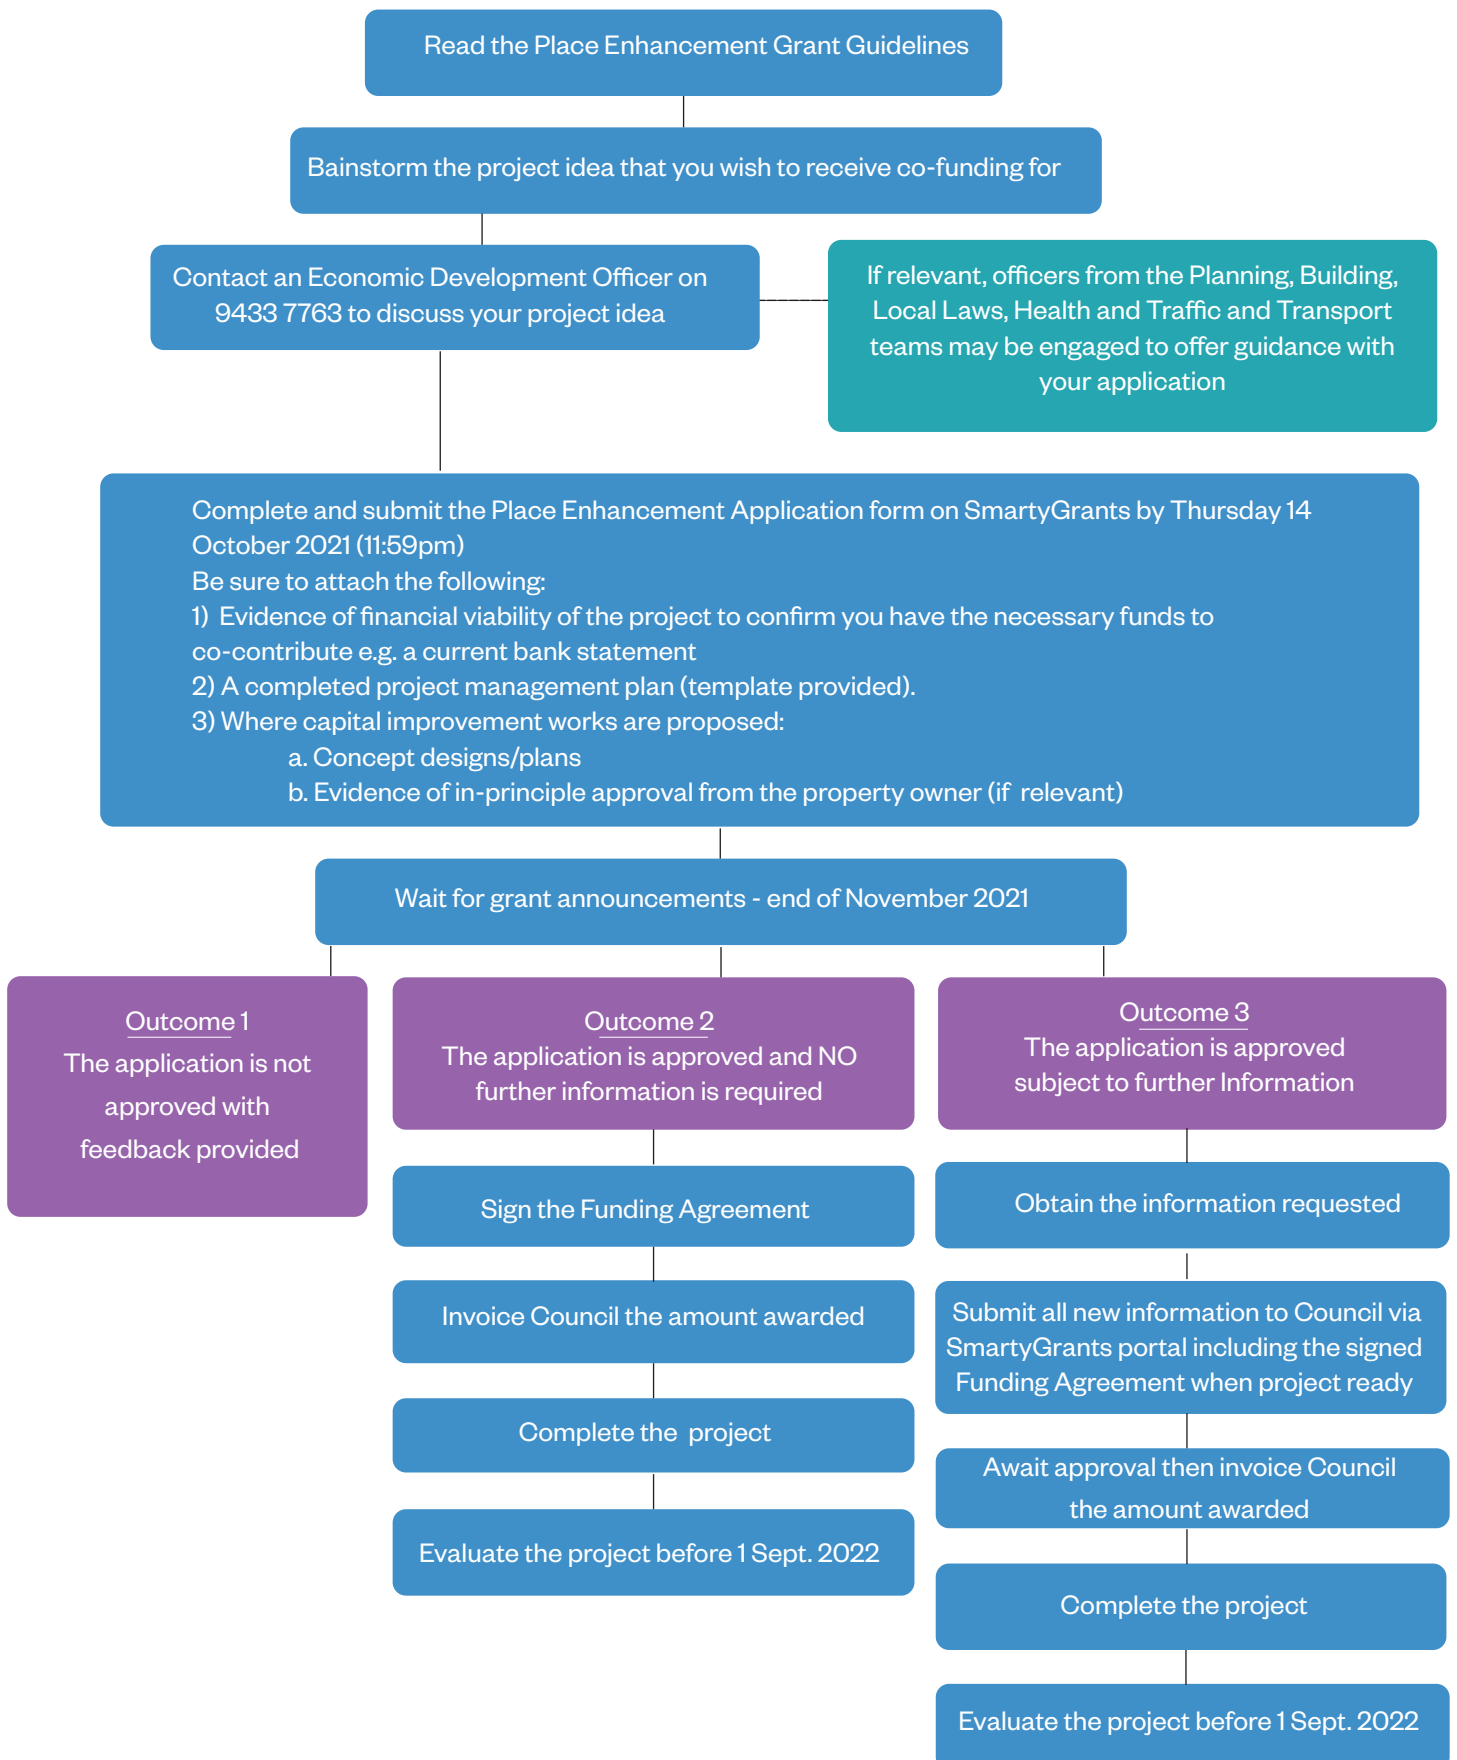 Read the Place Enhancement Grant Guidelines
Bainstorm the project idea that you wish to receive co-funding for
Contact an Economic Development Officer on
9433 7763 to discuss your project idea
If relevant, officers from the Planning, Building,
Local Laws, Health and Traffic and Transport
teams may be engaged to offer guidance with
your application
Complete and submit the Place Enhancement Application form on SmartyGrants by Thursday 14
October 2021 (11:59pm)
Be sure to attach the following:
1) Evidence of financial viability of the project to confirm you have the necessary funds to
co-contribute e.g. a current bank statement
2) A completed project management plan (template provided).
3) Where capital improvement works are proposed:
a. Concept designs/plans
b. Evidence of in-principle approval from the property owner (if relevant)
Wait for grant announcements - end of November 2021
Outcome 1
The application is not
approved with
feedback provided
Outcome 2
The application is approved and NO
further information is required
Sign the Funding Agreement
Invoice Council the amount awarded
Complete the project
Evaluate the project before 1 Sept. 2022
Outcome 3
The application is approved
subject to further Information
Obtain the information requested
Submit all new information to Council via
SmartyGrants portal including the signed
Funding Agreement when project ready
Await approval then invoice Council
the amount awarded
Complete the project
Evaluate the project before 1 Sept. 2022